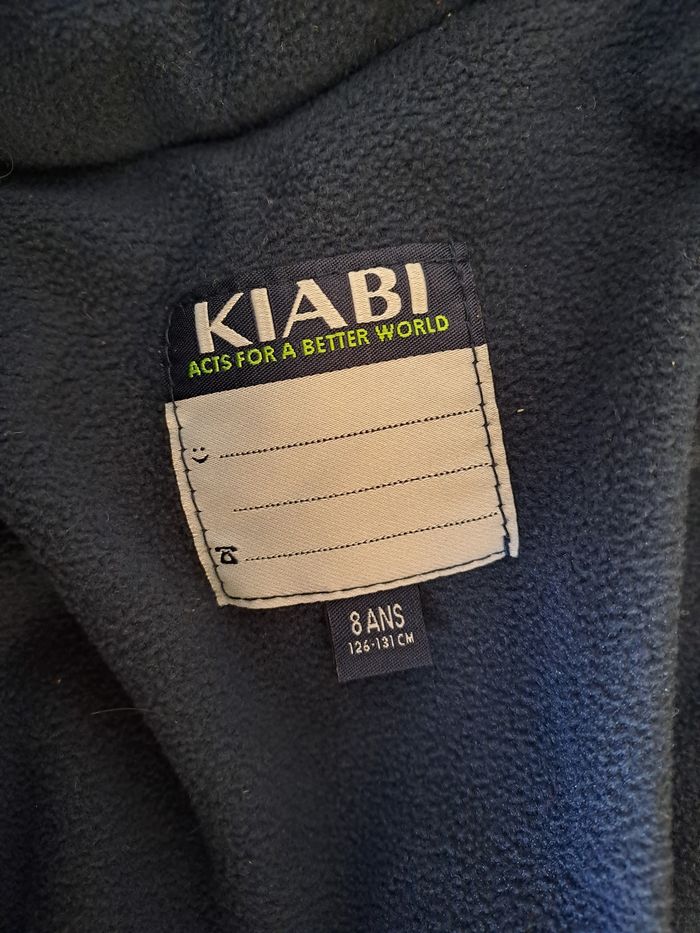 KIABI
ACTS FOR A BETTER WORLD
8 ANS
126-131 CM